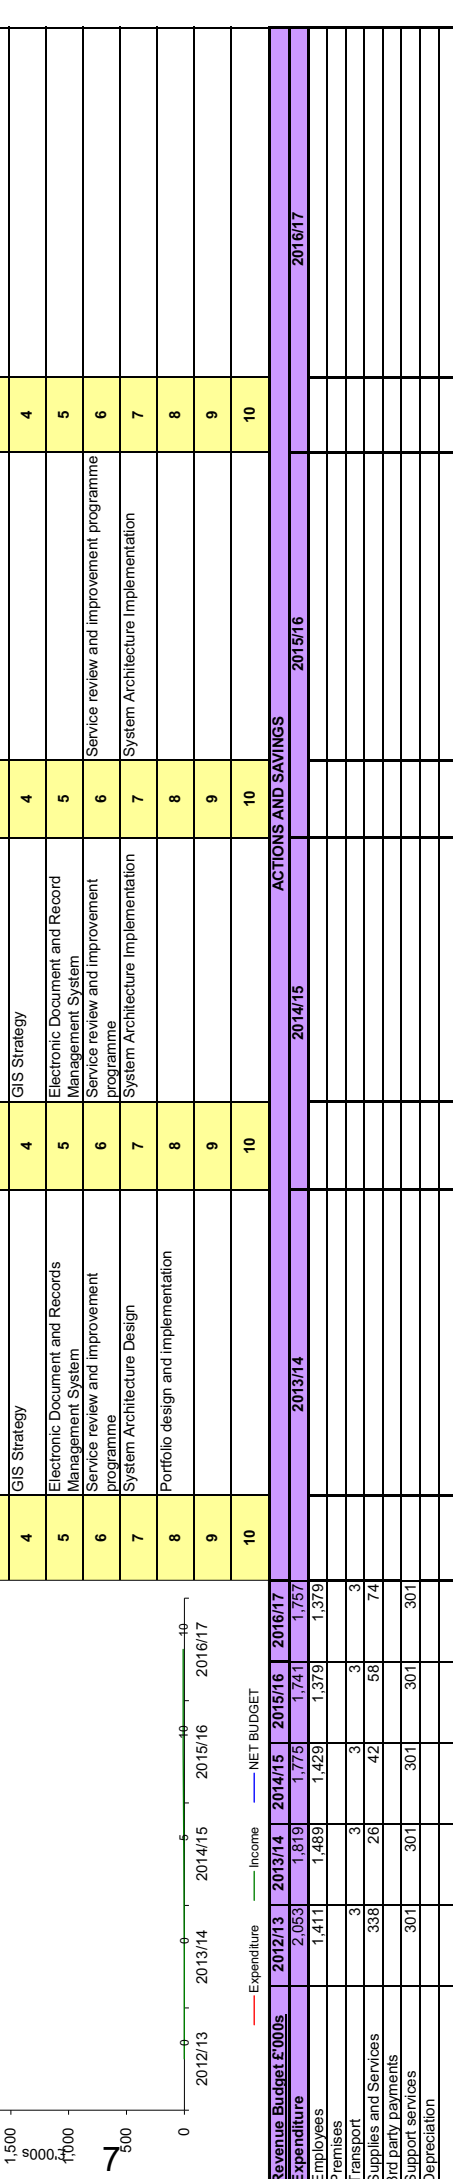 1,500
4 GIS Strategy 4 GIS Strategy 4 4
£'000s
1,000
5 Electronic Document and Records Management System 5 Electronic Document and Record Management System 5 5
6 Service review and improvement programme 6 Service review and improvement programme 6 Service review and improvement programme 6
7
500
7 System Architecture Design 7 System Architecture Implementation 7 System Architecture Implementation 7
8 Portfolio design and implementation 8 8 8
0 0 0 5 10 10
2012/13 2013/14 2014/15 2015/16 2016/17
9 9 9 9
Expenditure Income NET BUDGET
10 10 10 10
Revenue Budget £'000s 2012/13 2013/14 2014/15 2015/16 2016/17 ACTIONS AND SAVINGS
Expenditure 2,053 1,819 1,775 1,741 1,757 2013/14 2014/15 2015/16 2016/17
Employees 1,411 1,489 1,429 1,379 1,379
Premises
Transport 3 3 3 3 3
Supplies and Services 338 26 42 58 74
3rd party payments
Support services 301 301 301 301 301
Depreciation